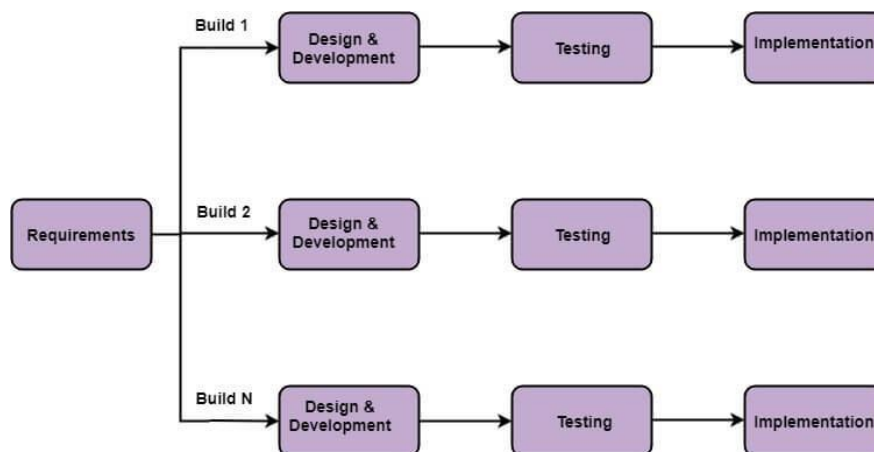 Build 1
Design &
Development
Testing
Implementation
Requirements
Build 2
Design &
Development
Testing
Implementation
Build N
Design &
Development
Testing
Implementation